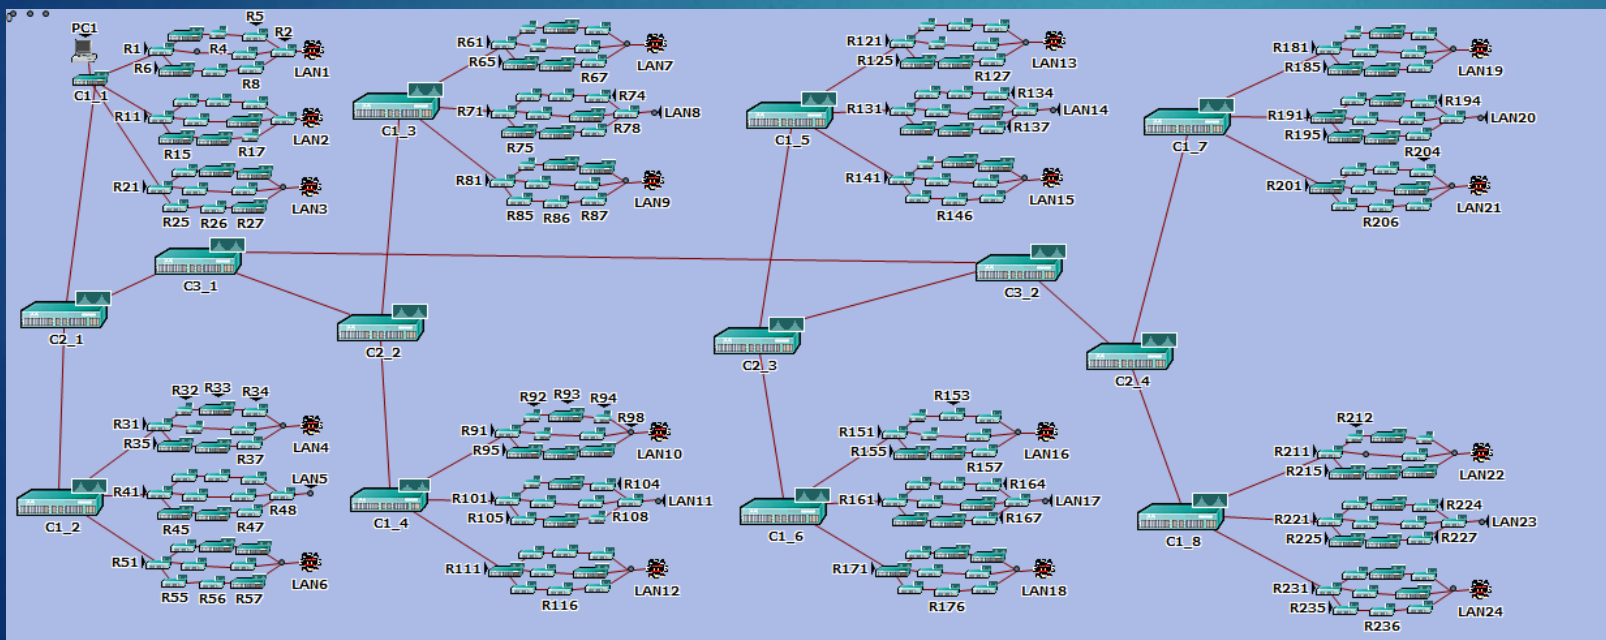 PC1
R1
R5
R4
R2
R6
R8
LAN1
C1_1
R11
R15
R17
LAN2
R21
R25
R26
R27
LAN3
R61
R65
R67
LAN7
C1_3
R71
R74
R75
R78
LAN8
R81
R85
R86
R87
LAN9
R121
R125
R127
LAN13
C1_5
R131
R134
R137
LAN14
R141
R146
LAN15
R181
R185
LAN19
C1_7
R191
R194
R195
LAN20
R204
R201
R206
LAN21
C3_1
C3_2
C2_1
C2_2
C2_3
C2_4
R32
R33
R34
R31
R35
R37
LAN4
R41
R45
R47
R48
LAN5
C1_2
R51
R55
R56
R57
LAN6
R92
R93
R94
R98
R91
R95
LAN10
R101
R104
R105
R108
LAN11
C1_4
R111
R116
LAN12
R153
R151
R155
R157
LAN16
R161
R164
R167
LAN17
C1_6
R171
R176
LAN18
R212
R211
R215
LAN22
R221
R224
R225
R227
LAN23
C1_8
R231
R235
R236
LAN24